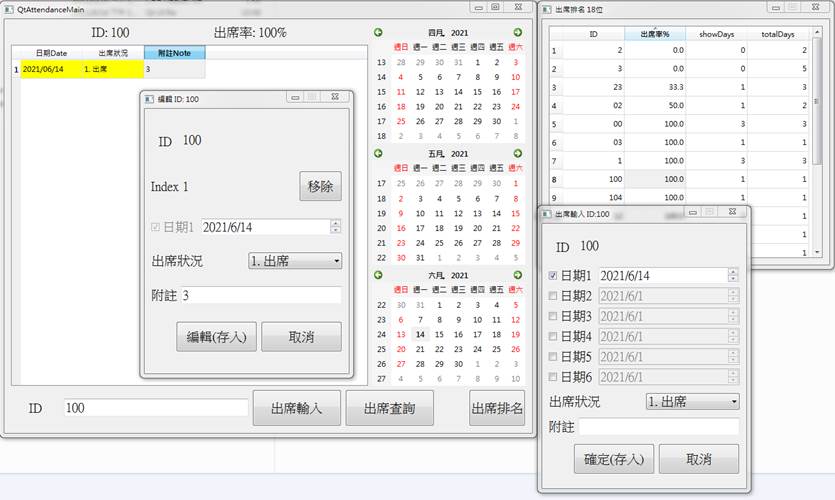 QtAttendanceMain
ID: 100 出席率: 100%
日期Date 出席狀況 附註Note
1 2021/06/14 1. 出席 3
四月, 2021
週日 週一 週二 週三 週四 週五 週六
13 28 29 30 31 1 2 3
14 4 5 6 7 8 9 10
15 11 12 13 14 15 16 17
16 18 19 20 21 22 23 24
17 25 26 27 28 29 30 1
18 2 3 4 5 6 7 8
五月, 2021
週日 週一 週二 週三 週四 週五 週六
17 25 26 27 28 29 30 1
18 2 3 4 5 6 7 8
19 9 10 11 12 13 14 15
20 16 17 18 19 20 21 22
21 23 24 25 26 27 28 29
22 30 31 1 2 3 4 5
六月, 2021
週日 週一 週二 週三 週四 週五 週六
22 30 31 1 2 3 4 5
23 6 7 8 9 10 11 12
24 13 14 15 16 17 18 19
25 20 21 22 23 24 25 26
26 27 28 29 30 1 2 3
27 4 5 6 7 8 9 10
ID 100 出席輸入 出席查詢 出席排名
編輯 ID: 100
ID 100
Index 1 移除
日期1 2021/6/14
出席狀況 1. 出席
附註 3
編輯(存入) 取消
出席排名 18位
ID 出席率% showDays totalDays
1 2 0.0 0 2
2 3 0.0 0 5
3 23 33.3 1 3
4 02 50.0 1 2
5 00 100.0 3 3
6 03 100.0 1 1
7 1 100.0 3 3
8 100 100.0 1 1
9 104 100.0 1 1
1
1
1
出席輸入 ID:100
ID 100
日期1 2021/6/14
日期2 2021/6/1
日期3 2021/6/1
日期4 2021/6/1
日期5 2021/6/1
日期6 2021/6/1
出席狀況 1. 出席
附註
確定(存入) 取消